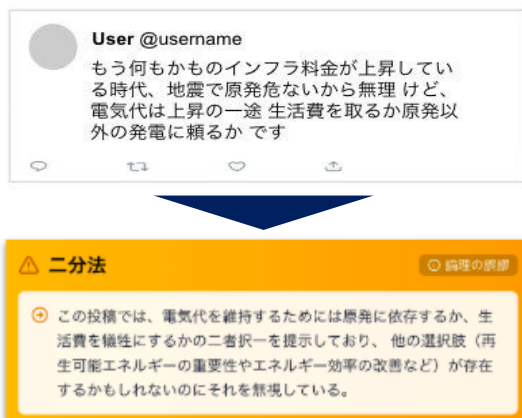 User @username
もう何もかものインフラ料金が上昇してい
る時代、地震で原発危ないから無理 けど、
電気代は上昇の一途 生活費を取るか原発以
外の発電に頼るか です
二分法
論理の誤謬
この投稿では、電気代を維持するためには原発に依存するか、生
活費を犠牲にするかの二者択一を提示しており、 他の選択肢（再
生可能エネルギーの重要性やエネルギー効率の改善など）が存在
するかもしれないのにそれを無視している。